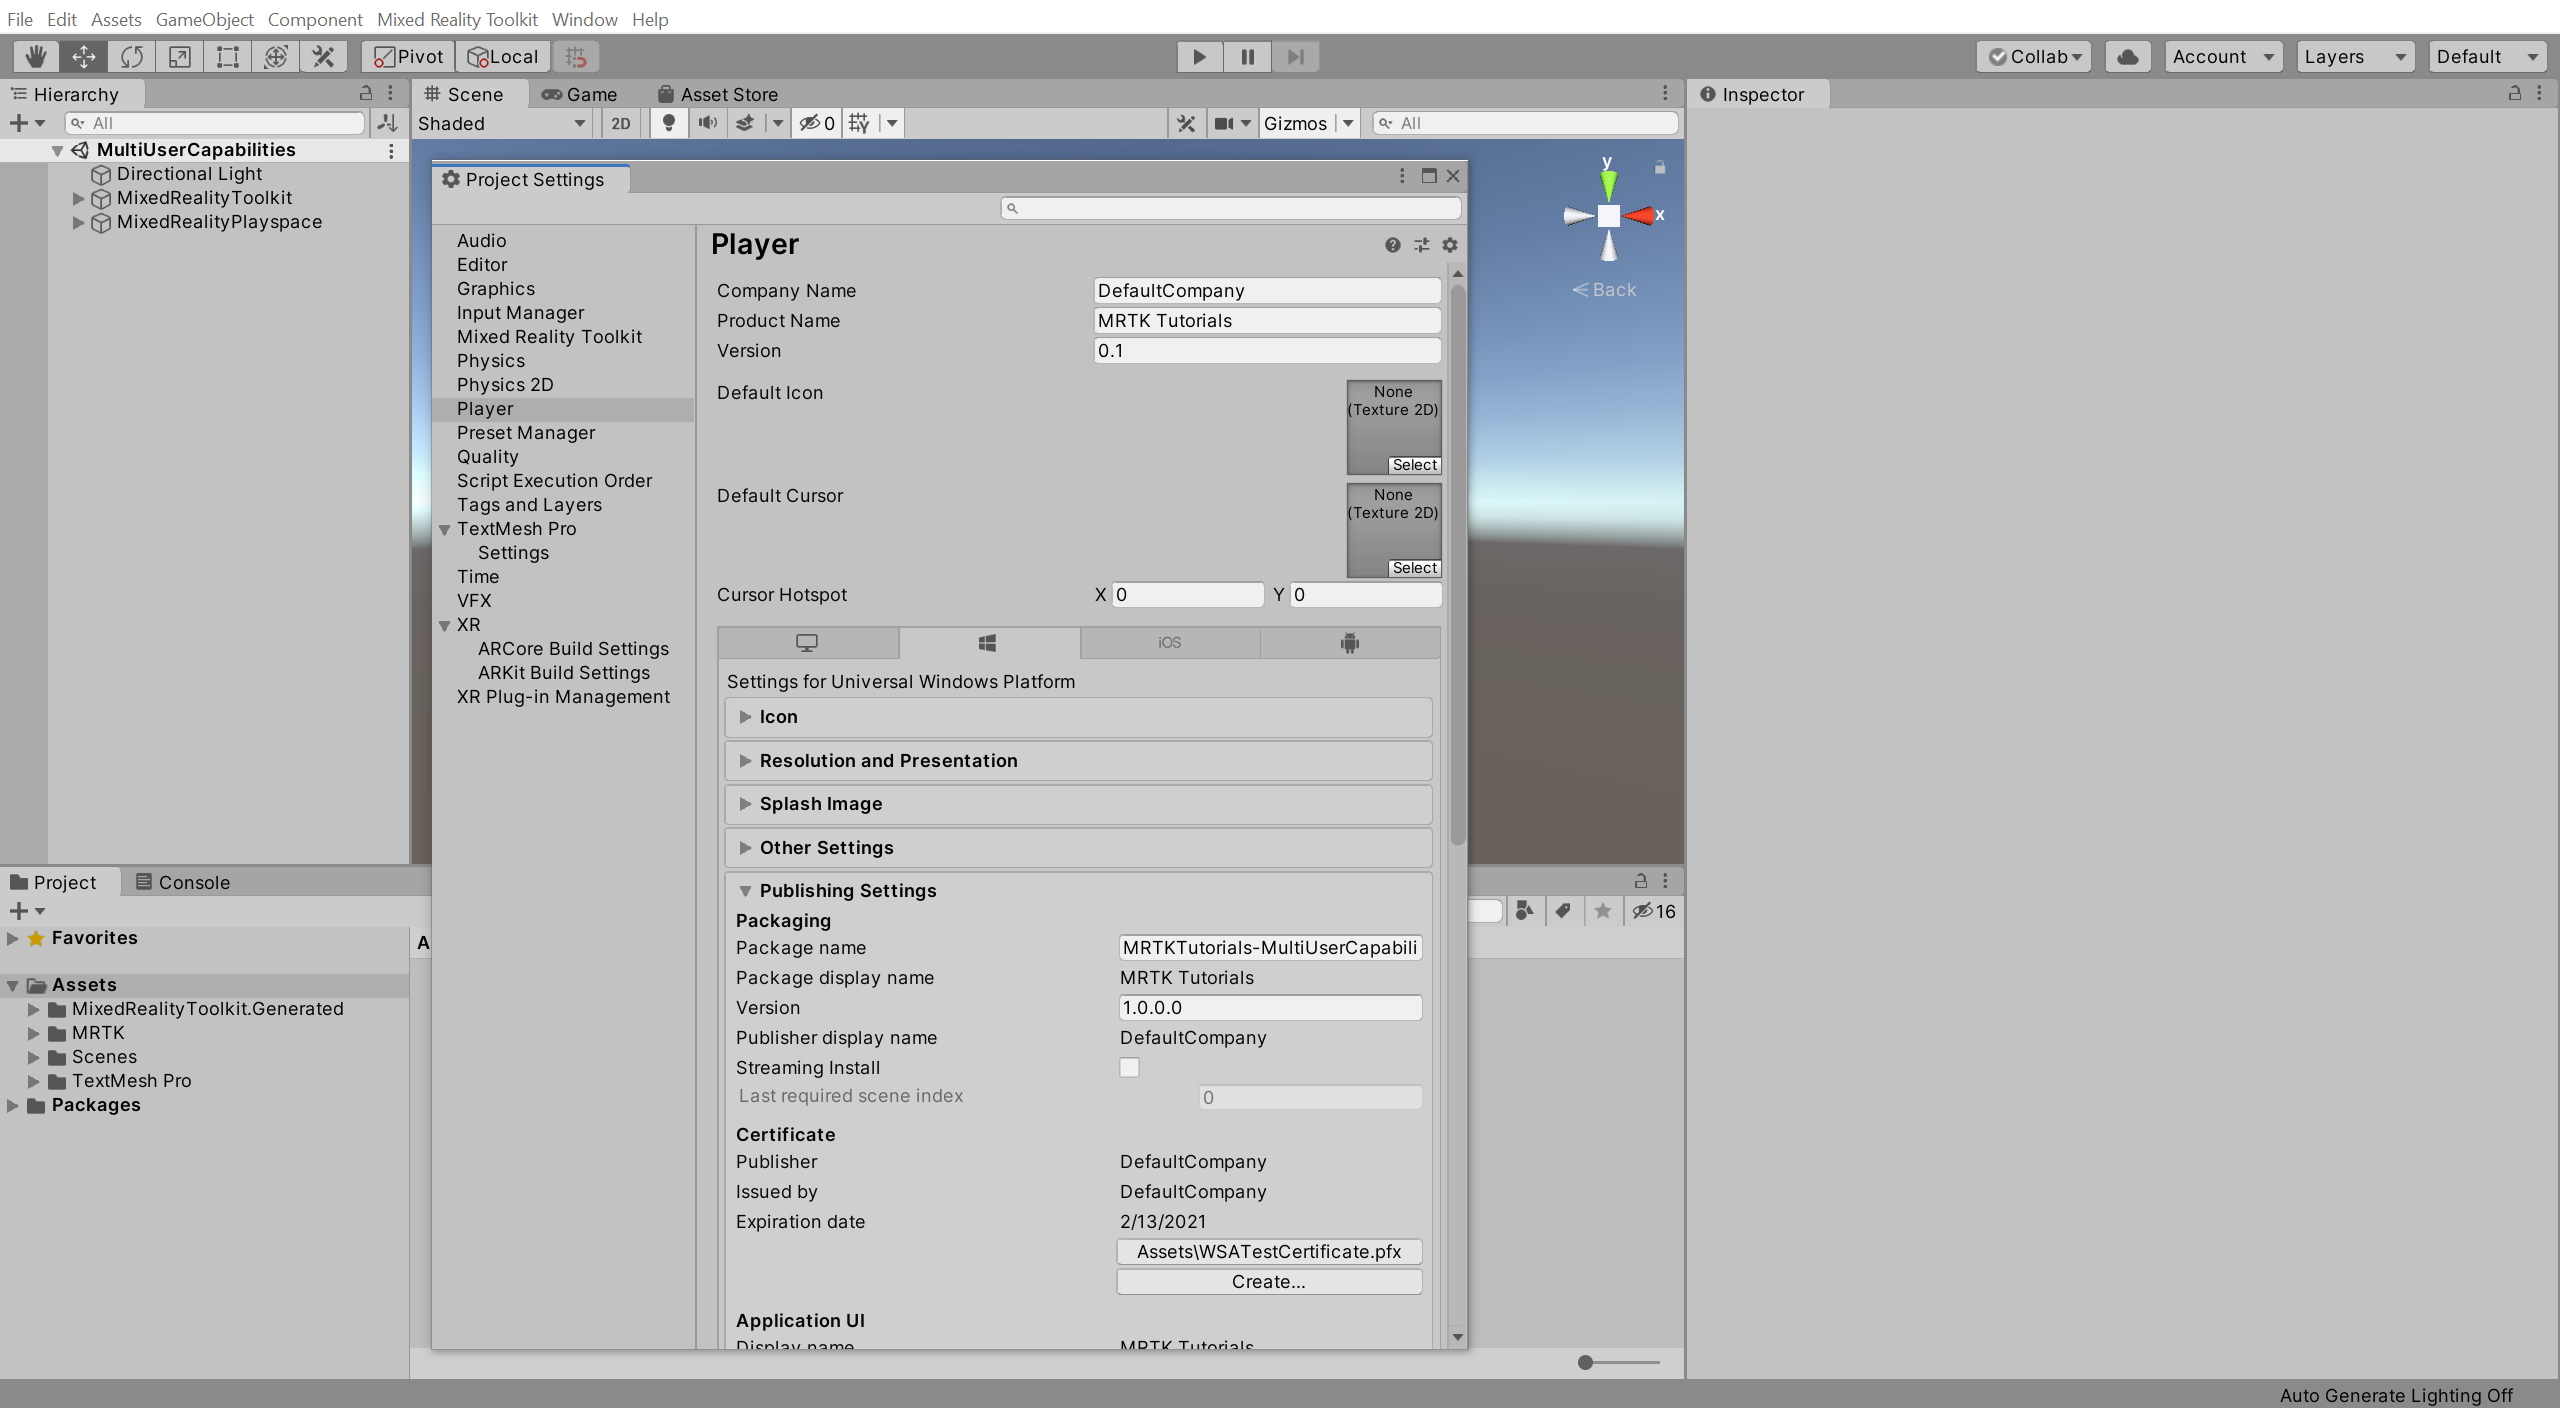 File Edit Assets GameObject Component Mixed Reality Toolkit Window Help
Pivot Local Collab Account Layers Default
Hierarchy
All
MultiUserCapabilities
Directional Light
MixedRealityToolkit
MixedRealityPlayspace
Scene Game Asset Store
Shaded 2D 0 Gizmos All
y
x
Back
Inspector
Project Settings
Audio
Editor
Graphics
Input Manager
Mixed Reality Toolkit
Physics
Physics 2D
Player
Preset Manager
Quality
Script Execution Order
Tags and Layers
TextMesh Pro
Settings
Time
VFX
XR
ARCore Build Settings
ARKit Build Settings
XR Plug-in Management
Player
Company Name DefaultCompany
Product Name MRTK Tutorials
Version 0.1
Default Icon None
(Texture 2D)
Select
Default Cursor None
(Texture 2D)
Select
Cursor Hotspot X 0 Y 0
iOS
Settings for Universal Windows Platform
Icon
Resolution and Presentation
Splash Image
Other Settings
Publishing Settings
Packaging
Package name MRTKTutorials-MultiUserCapabili
Package display name MRTK Tutorials
Version 1.0.0.0
Publisher display name DefaultCompany
Streaming Install
Last required scene index 0
Certificate
Publisher DefaultCompany
Issued by DefaultCompany
Expiration date 2/13/2021
Assets\WSATestCertificate.pfx
Create...
Application UI
Display name MRTK Tutorials
Project Console
16
Favorites
A
Assets
MixedRealityToolkit.Generated
MRTK
Scenes
TextMesh Pro
Packages
Auto Generate Lighting Off